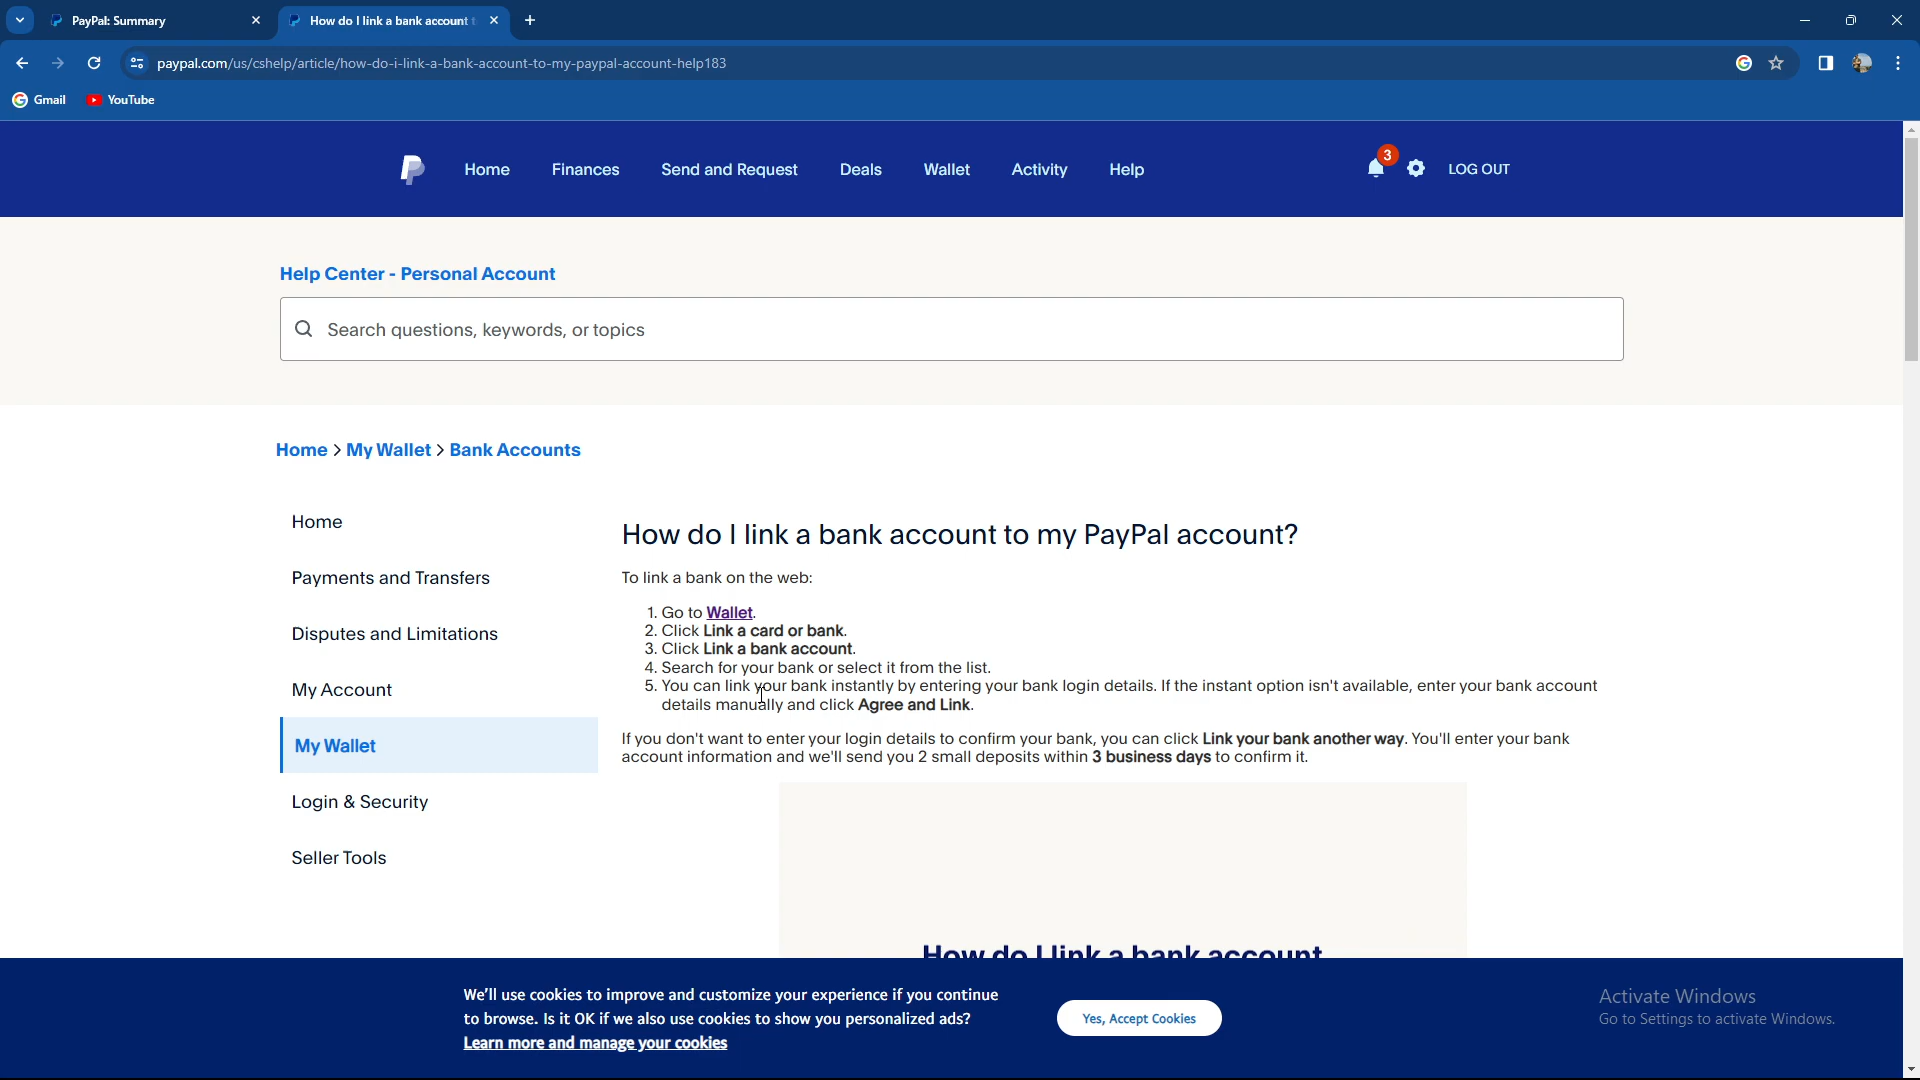 PayPal: Summary
How do I link a bank account t
paypal.com/us/cshelp/article/how-do-i-link-a-bank-account-to-my-paypal-account-help183
Gmail YouTube
Home Finances Send and Request Deals Wallet Activity Help 3 LOG OUT
Help Center - Personal Account
Search questions, keywords, or topics
Home > My Wallet > Bank Accounts
Home
Payments and Transfers
Disputes and Limitations
My Account
My Wallet
Login & Security
Seller Tools
How do I link a bank account to my PayPal account?
To link a bank on the web:
1. Go to Wallet.
2. Click Link a card or bank.
3. Click Link a bank account.
4. Search for your bank or select it from the list.
5. You can link your bank instantly by entering your bank login details. If the instant option isn't available, enter your bank account
details manually and click Agree and Link.
If you don't want to enter your login details to confirm your bank, you can click Link your bank another way. You'll enter your bank
account information and we'll send you 2 small deposits within 3 business days to confirm it.
How do I link a bank account
We'll use cookies to improve and customize your experience if you continue
to browse. Is it OK if we also use cookies to show you personalized ads?
Learn more and manage your cookies
Yes, Accept Cookies
Activate Windows
Go to Settings to activate Windows.